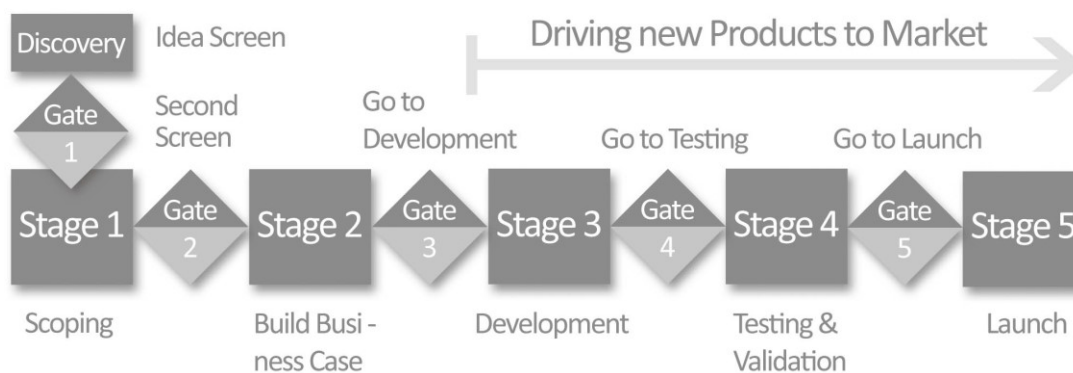 Discovery
Idea Screen
Driving new Products to Market
Gate
1
Second
Screen
Go to
Development
Go to Testing
Go to Launch
Stage 1
Gate
2
Stage 2
Gate
3
Stage 3
Gate
4
Stage 4
Gate
5
Stage 5
Scoping
Build Busi -
ness Case
Development
Testing &
Validation
Launch